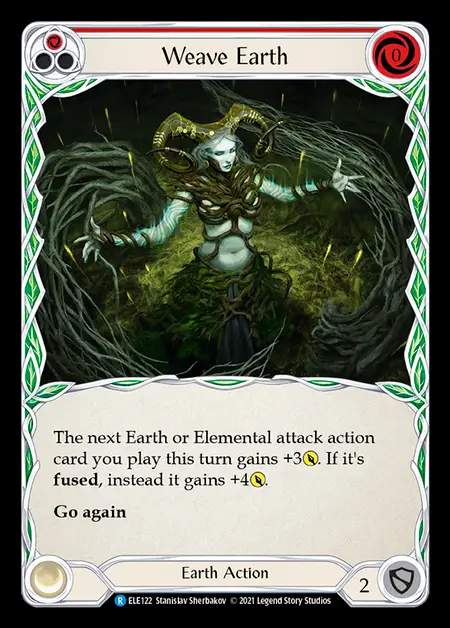 Weave Earth
0
The next Earth or Elemental attack action
card you play this turn gains +3. If it's
fused, instead it gains +4.
Go again
Earth Action
2
R ELE122 Stanislav Sherbakov © 2021 Legend Story Studios